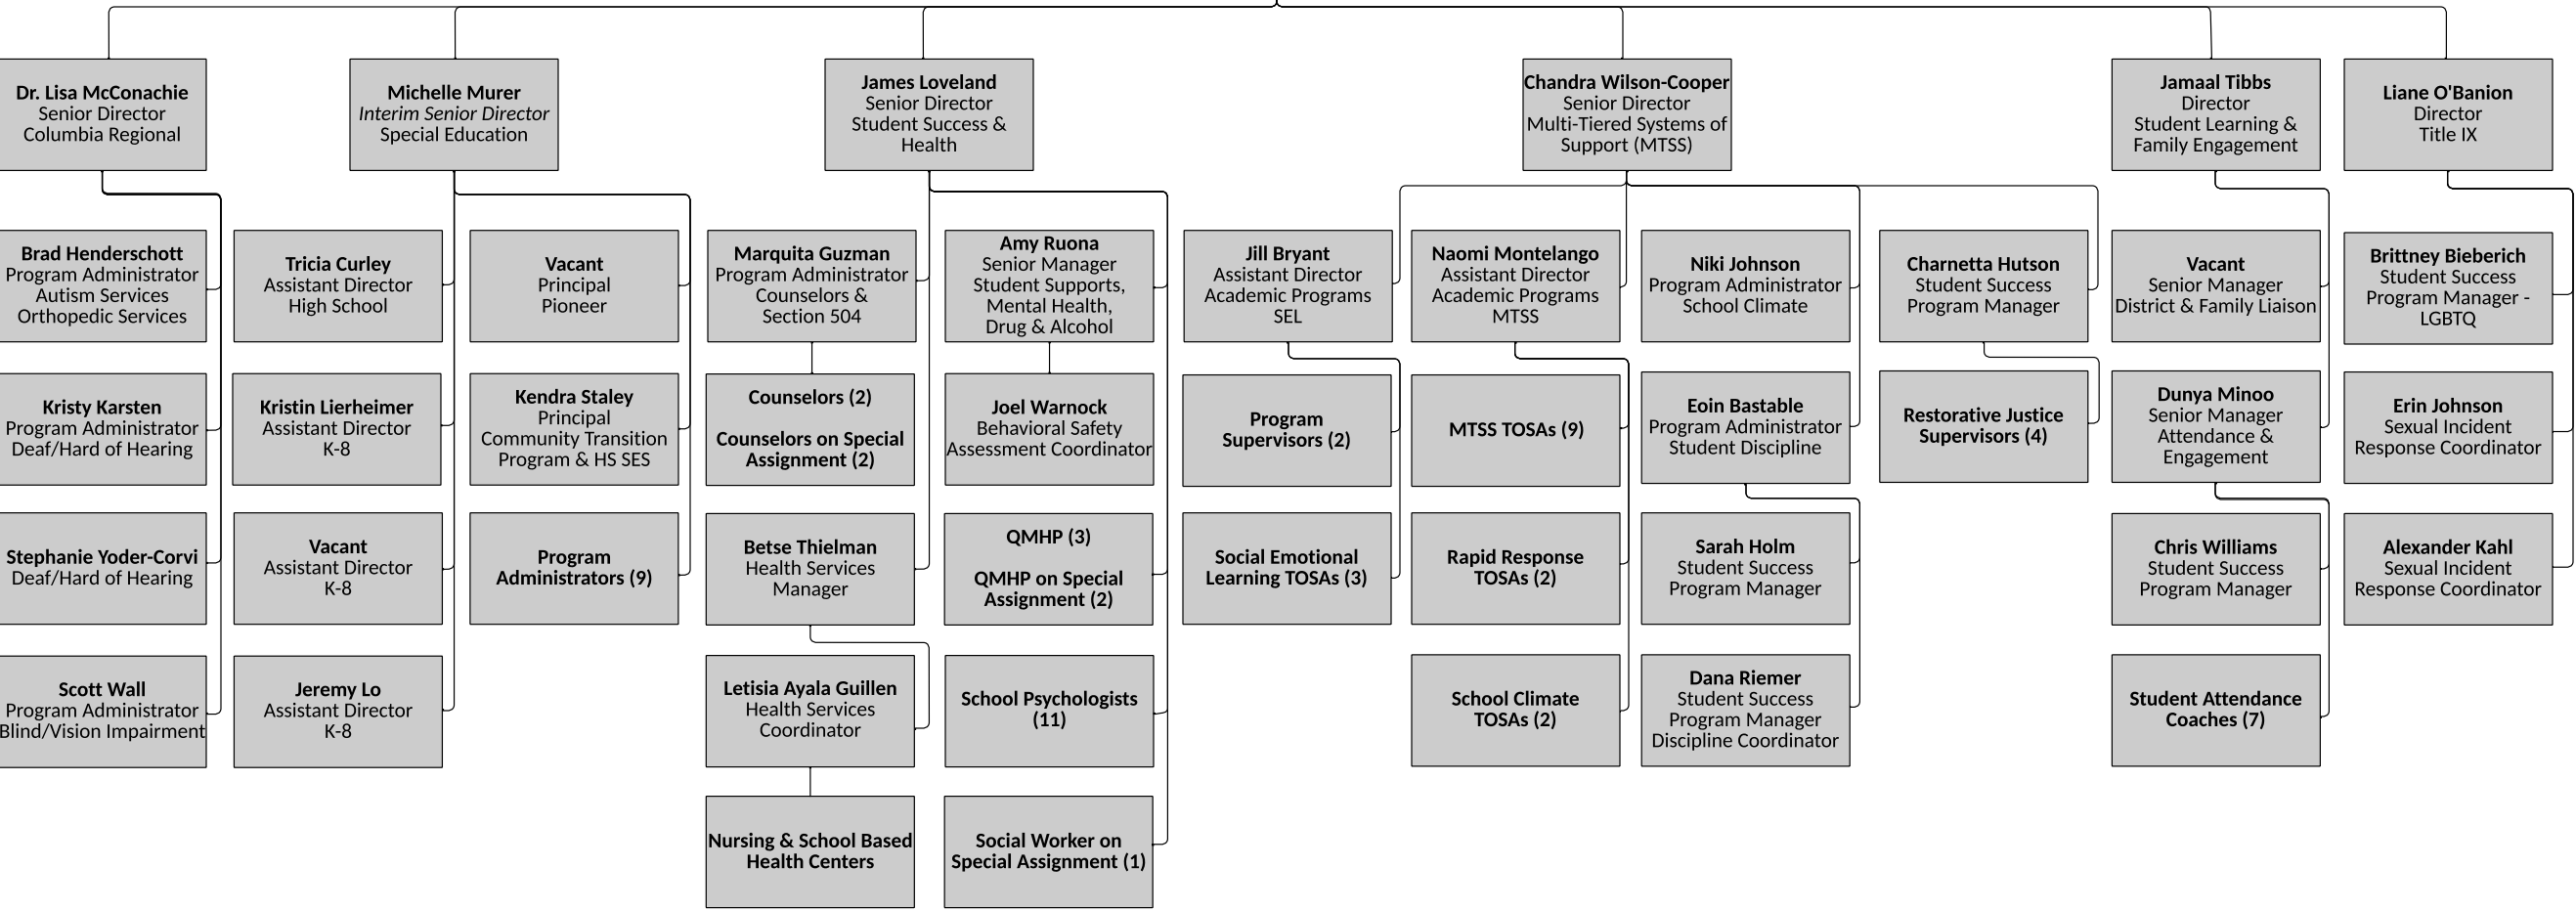 Dr. Lisa McConachie
Senior Director
Columbia Regional
Michelle Murer
Interim Senior Director
Special Education
James Loveland
Senior Director
Student Success &
Health
Chandra Wilson-Cooper
Senior Director
Multi-Tiered Systems of
Support (MTSS)
Jamaal Tibbs
Director
Student Learning &
Family Engagement
Liane O'Banion
Director
Title IX
Brad Henderschott
Program Administrator
Autism Services
Orthopedic Services
Tricia Curley
Assistant Director
High School
Vacant
Principal
Pioneer
Marquita Guzman
Program Administrator
Counselors &
Section 504
Amy Ruona
Senior Manager
Student Supports,
Mental Health,
Drug & Alcohol
Jill Bryant
Assistant Director
Academic Programs
SEL
Naomi Montelango
Assistant Director
Academic Programs
MTSS
Niki Johnson
Program Administrator
School Climate
Charnetta Hutson
Student Success
Program Manager
Vacant
Senior Manager
District & Family Liaison
Brittney Bieberich
Student Success
Program Manager -
LGBTQ
Kristy Karsten
Program Administrator
Deaf/Hard of Hearing
Kristin Lierheimer
Assistant Director
K-8
Kendra Staley
Principal
Community Transition
Program & HS SES
Counselors (2)
Counselors on Special
Assignment (2)
Joel Warnock
Behavioral Safety
Assessment Coordinator
Program
Supervisors (2)
MTSS TOSAs (9)
Eoin Bastable
Program Administrator
Student Discipline
Restorative Justice
Supervisors (4)
Dunya Minoo
Senior Manager
Attendance &
Engagement
Erin Johnson
Sexual Incident
Response Coordinator
Stephanie Yoder-Corvi
Deaf/Hard of Hearing
Vacant
Assistant Director
K-8
Program
Administrators (9)
Betse Thielman
Health Services
Manager
QMHP (3)
QMHP on Special
Assignment (2)
Social Emotional
Learning TOSAs (3)
Rapid Response
TOSAs (2)
Sarah Holm
Student Success
Program Manager
Chris Williams
Student Success
Program Manager
Alexander Kahl
Sexual Incident
Response Coordinator
Scott Wall
Program Administrator
Blind/Vision Impairment
Jeremy Lo
Assistant Director
K-8
Letisia Ayala Guillen
Health Services
Coordinator
School Psychologists
(11)
School Climate
TOSAs (2)
Dana Riemer
Student Success
Program Manager
Discipline Coordinator
Student Attendance
Coaches (7)
Nursing & School Based
Health Centers
Social Worker on
Special Assignment (1)